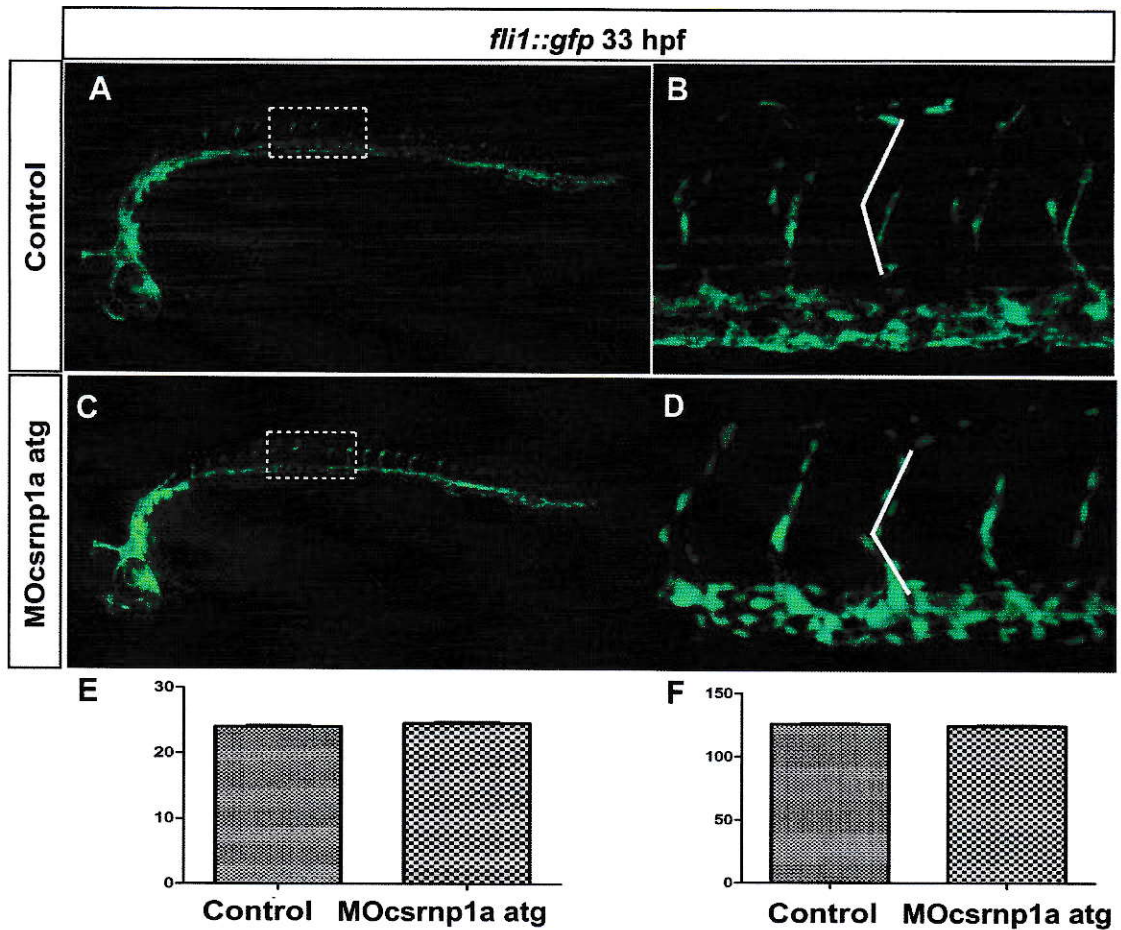 fli1::gfp 33 hpf
Control
A
B
MOcsrnp1a atg
C
D
E
30
20
10
0
Control MOcsrnp1a atg
F
150
100
50
0
Control MOcsrnp1a atg